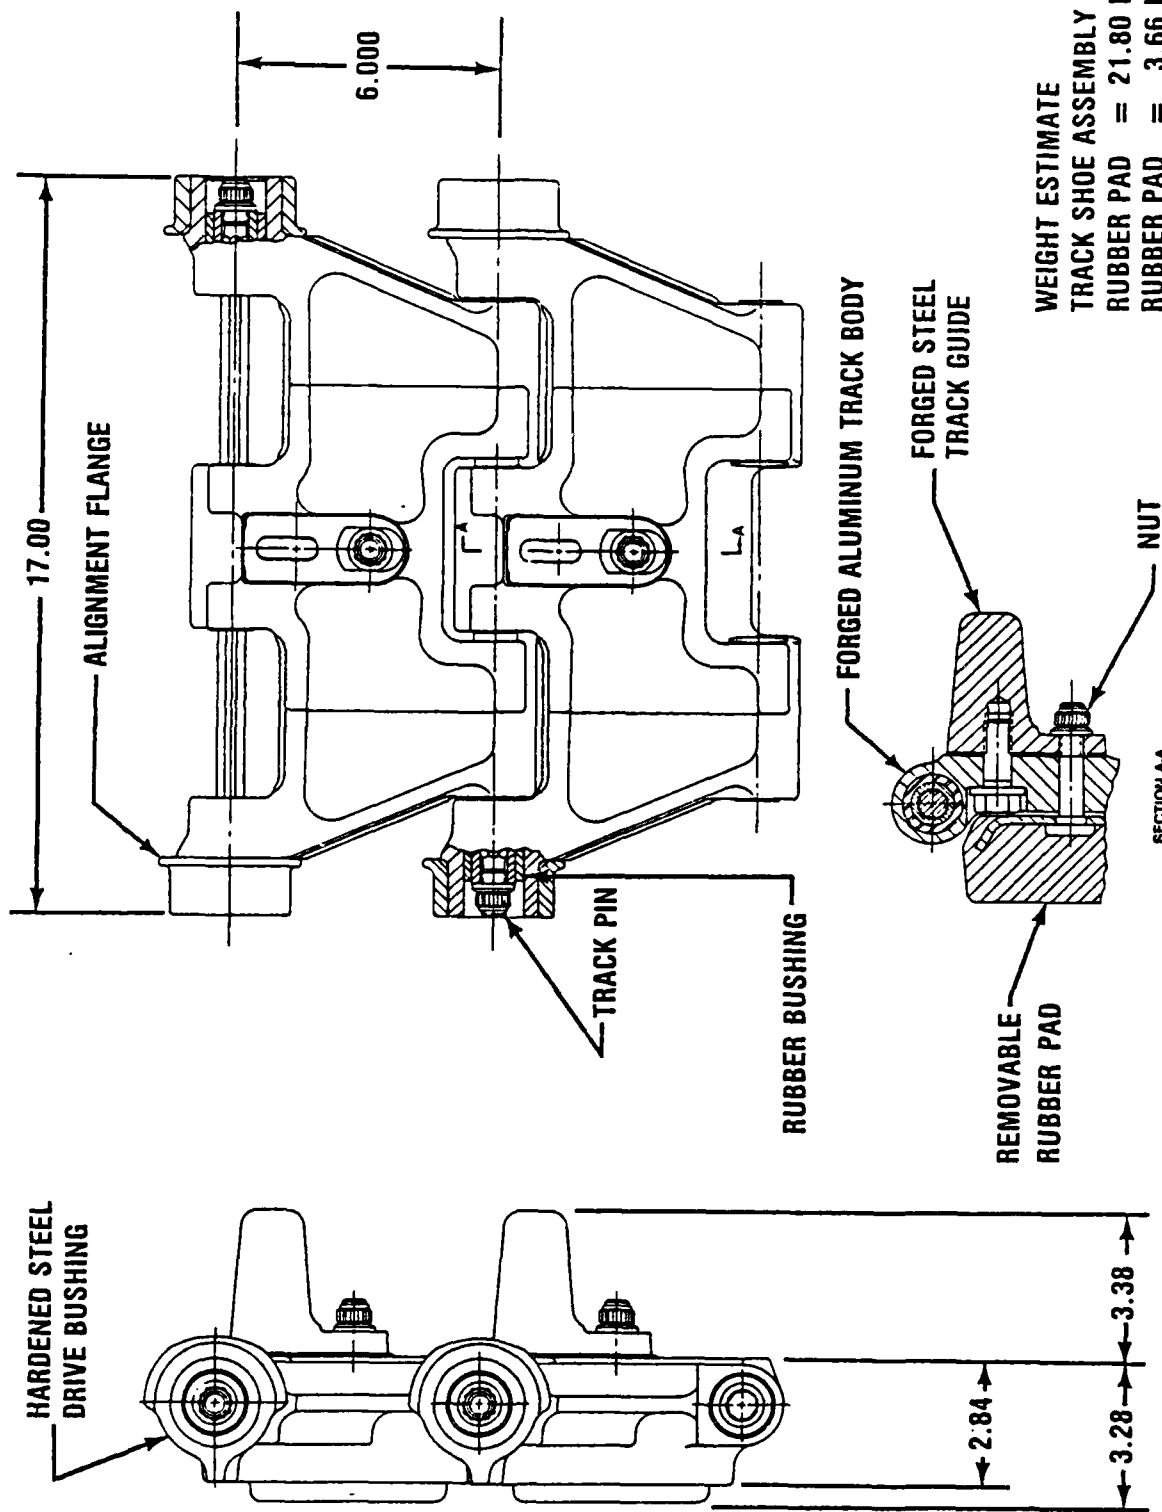 HARDENED STEEL
DRIVE BUSHING
17.00
ALIGNMENT FLANGE
6.000
TRACK PIN
RUBBER BUSHING
FORGED ALUMINUM TRACK BODY
FORGED STEEL
TRACK GUIDE
REMOVABLE
RUBBER PAD
NUT
A
A
SECTION AA
2.84
3.28
3.38
WEIGHT ESTIMATE
TRACK SHOE ASSEMBLY
RUBBER PAD = 21.80
RUBBER PAD = 3.66